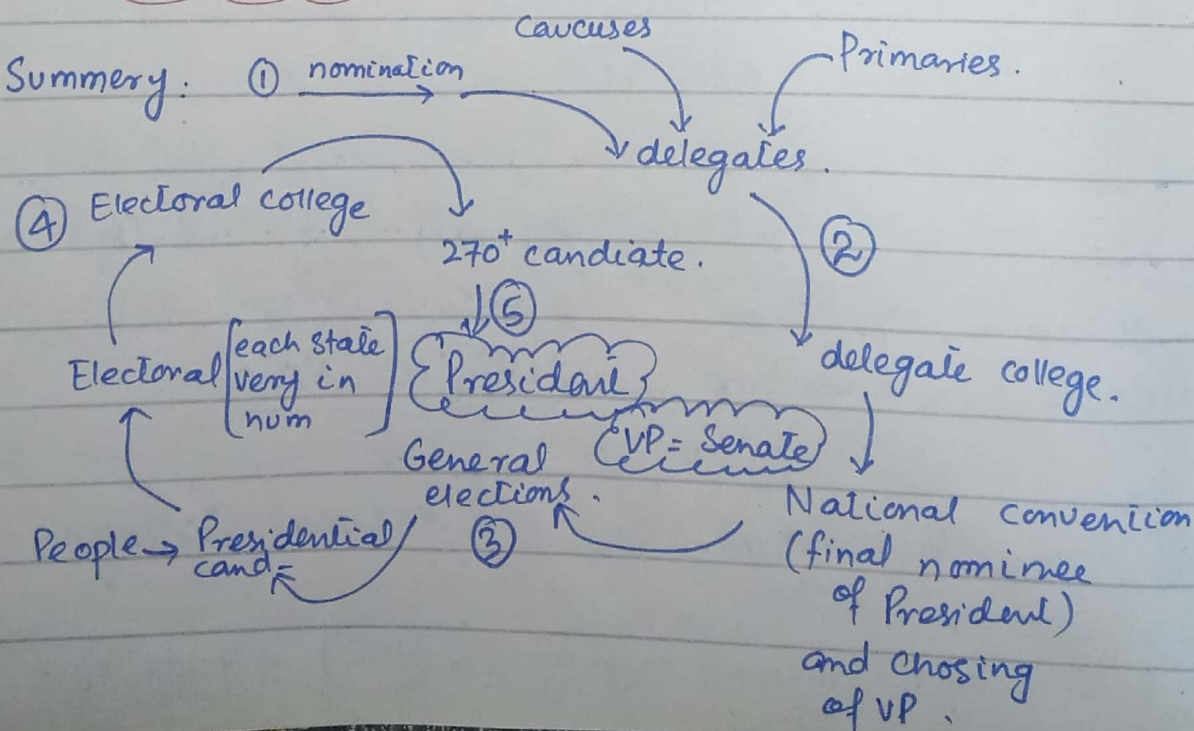 Caucuses
Primaries.
Summery: ① nomination
delegates.
④ Electoral college
②
270+ candiate.
⑤
Electoral [each state
very in
num]
President
delegate college.
VP = Senate
General
elections.
③
National convention
(final nominee
of President)
and chosing
of VP.
People → Presidential
cand=